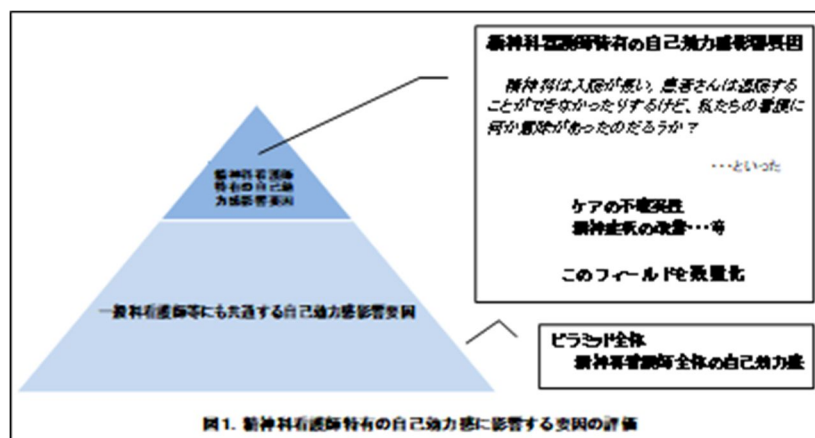 精神科看護師特有の自己効力感影響要因
精神科は入院が長い、患者さんは退院する
ことができなかったりするけど、私たちの看護に
何か意味があったのだろうか？
・・・といった
ケアの不確実性
精神症状の改善・・・等
このフィールドを数量化
精神科看護師
特有の自己効
力感影響要因
一般科看護師等にも共通する自己効力感影響要因
ピラミッド全体
精神科看護師全体の自己効力感
図1. 精神科看護師特有の自己効力感に影響する要因の評価